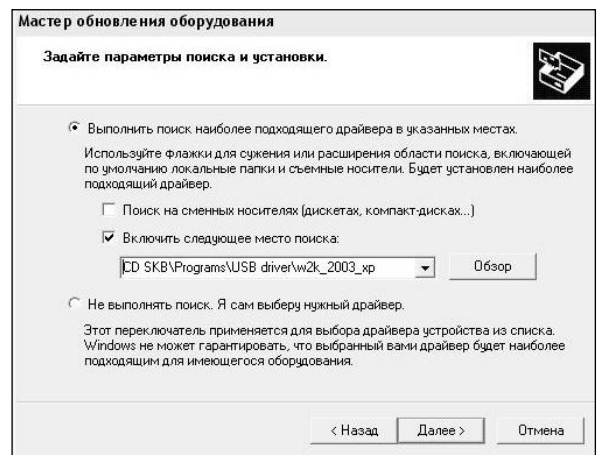 Мастер обновления оборудования
Задайте параметры поиска и установки.
Выполнить поиск наиболее подходящего драйвера в указанных местах.
Используйте флажки для сужения или расширения области поиска, включающей
по умолчанию локальные папки и съемные носители. Будет установлен наиболее
подходящий драйвер.
Поиск на сменных носителях (дискетах, компакт-дисках...)
Включить следующее место поиска:
CD SKB\Programs\USB driver\w2k_2003_xp
Обзор
Не выполнять поиск. Я сам выберу нужный драйвер.
Этот переключатель применяется для выбора драйвера устройства из списка.
Windows не может гарантировать, что выбранный вами драйвер будет наиболее
подходящим для имеющегося оборудования.
< Назад Далее > Отмена